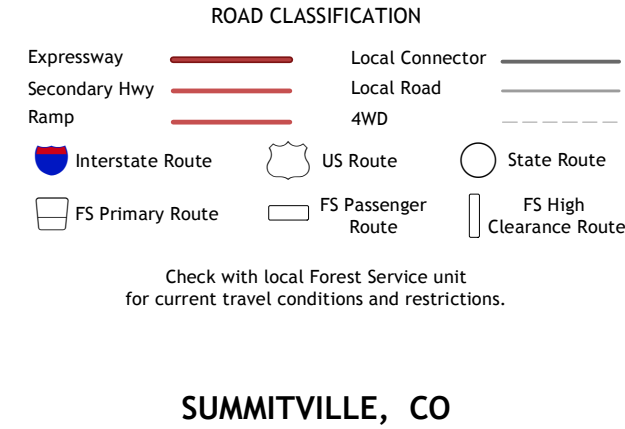 ROAD CLASSIFICATION
Expressway
Local Connector
Secondary Hwy
Local Road
Ramp
4WD
Interstate Route
US Route
State Route
FS Primary Route
FS Passenger
Route
FS High
Clearance Route
Check with local Forest Service unit
for current travel conditions and restrictions.
SUMMITVILLE, CO